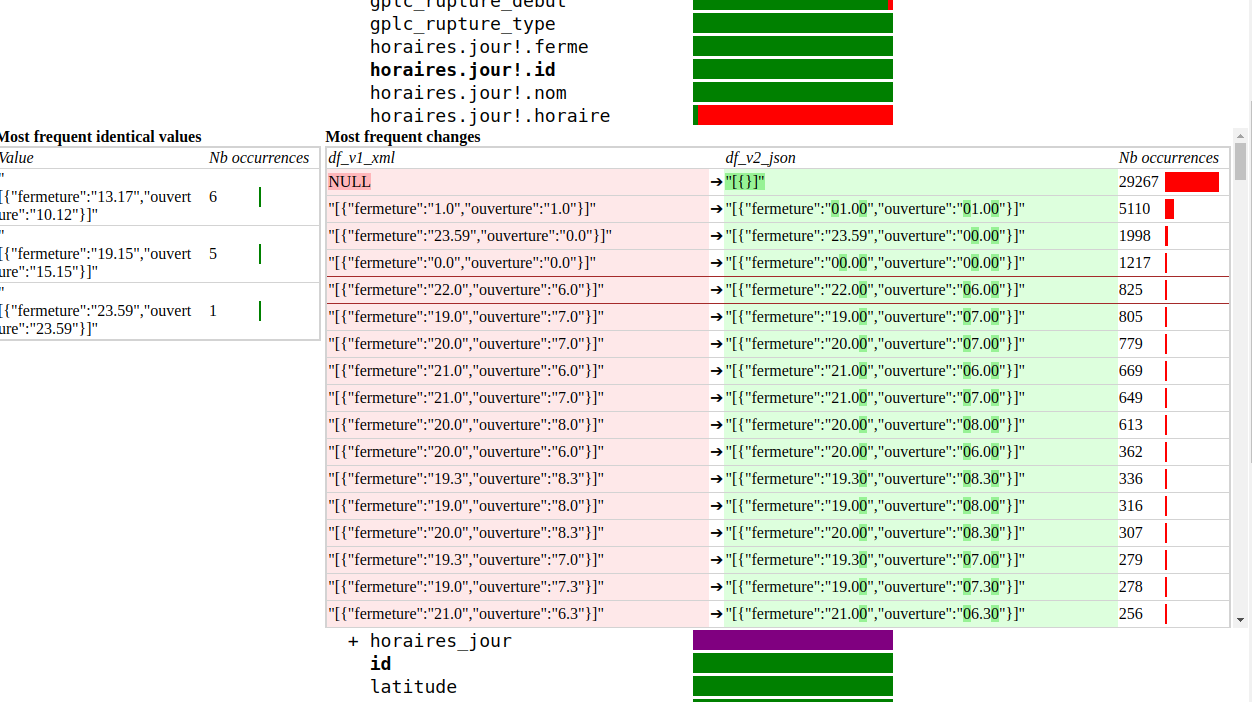 gplc_rupture_debut
gplc_rupture_type
horaires.jour!.ferme
horaires.jour!.id
horaires.jour!.nom
horaires.jour!.horaire
Most frequent identical values
Value Nb occurrences
"
[{"fermeture":"13.17","ouvert 6
ure":"10.12"}]"
"
[{"fermeture":"19.15","ouvert 5
ure":"15.15"}]"
"
[{"fermeture":"23.59","ouvert 1
ure":"23.59"}]"
Most frequent changes
df_v1_xml df_v2_json Nb occurrences
NULL ➔ "[{}]" 29267
"[{"fermeture":"1.0","ouverture":"1.0"}]" ➔ "[{"fermeture":"01.00","ouverture":"01.00"}]" 5110
"[{"fermeture":"23.59","ouverture":"0.0"}]" ➔ "[{"fermeture":"23.59","ouverture":"00.00"}]" 1998
"[{"fermeture":"0.0","ouverture":"0.0"}]" ➔ "[{"fermeture":"00.00","ouverture":"00.00"}]" 1217
"[{"fermeture":"22.0","ouverture":"6.0"}]" ➔ "[{"fermeture":"22.00","ouverture":"06.00"}]" 825
"[{"fermeture":"19.0","ouverture":"7.0"}]" ➔ "[{"fermeture":"19.00","ouverture":"07.00"}]" 805
"[{"fermeture":"20.0","ouverture":"7.0"}]" ➔ "[{"fermeture":"20.00","ouverture":"07.00"}]" 779
"[{"fermeture":"21.0","ouverture":"6.0"}]" ➔ "[{"fermeture":"21.00","ouverture":"06.00"}]" 669
"[{"fermeture":"21.0","ouverture":"7.0"}]" ➔ "[{"fermeture":"21.00","ouverture":"07.00"}]" 649
"[{"fermeture":"20.0","ouverture":"8.0"}]" ➔ "[{"fermeture":"20.00","ouverture":"08.00"}]" 613
"[{"fermeture":"20.0","ouverture":"6.0"}]" ➔ "[{"fermeture":"20.00","ouverture":"06.00"}]" 362
"[{"fermeture":"19.3","ouverture":"8.3"}]" ➔ "[{"fermeture":"19.30","ouverture":"08.30"}]" 336
"[{"fermeture":"19.0","ouverture":"8.0"}]" ➔ "[{"fermeture":"19.00","ouverture":"08.00"}]" 316
"[{"fermeture":"20.0","ouverture":"8.3"}]" ➔ "[{"fermeture":"20.00","ouverture":"08.30"}]" 307
"[{"fermeture":"19.3","ouverture":"7.0"}]" ➔ "[{"fermeture":"19.30","ouverture":"07.00"}]" 279
"[{"fermeture":"19.0","ouverture":"7.3"}]" ➔ "[{"fermeture":"19.00","ouverture":"07.30"}]" 278
"[{"fermeture":"21.0","ouverture":"6.3"}]" ➔ "[{"fermeture":"21.00","ouverture":"06.30"}]" 256
+ horaires_jour
id
latitude